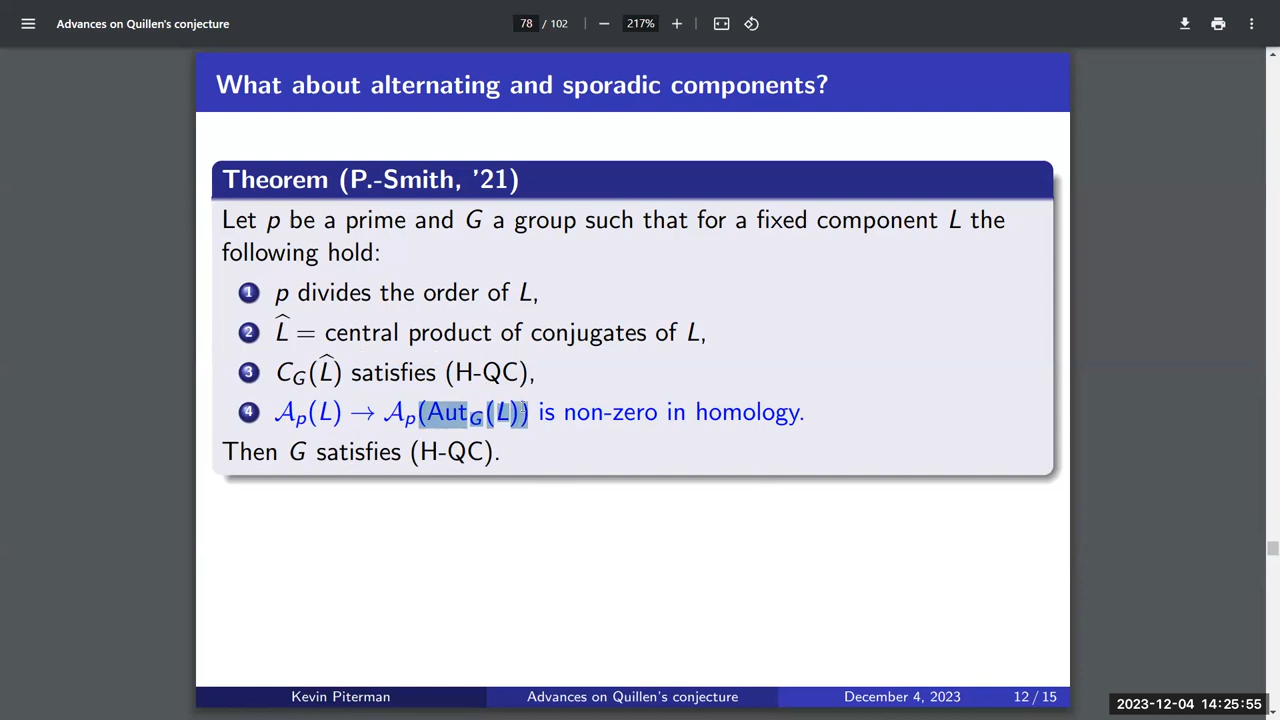 Advances on Quillen's conjecture
78 / 102
217%
What about alternating and sporadic components?
Theorem (P.-Smith, '21)
Let p be a prime and G a group such that for a fixed component L the
following hold:
1 p divides the order of L,
2 L̂ = central product of conjugates of L,
3 C_G(L̂) satisfies (H-QC),
4 𝒜_p(L) → 𝒜_p(Aut_G(L)) is non-zero in homology.
Then G satisfies (H-QC).
Kevin Piterman
Advances on Quillen's conjecture
December 4, 2023
12 / 15
2023-12-04 14:25:55